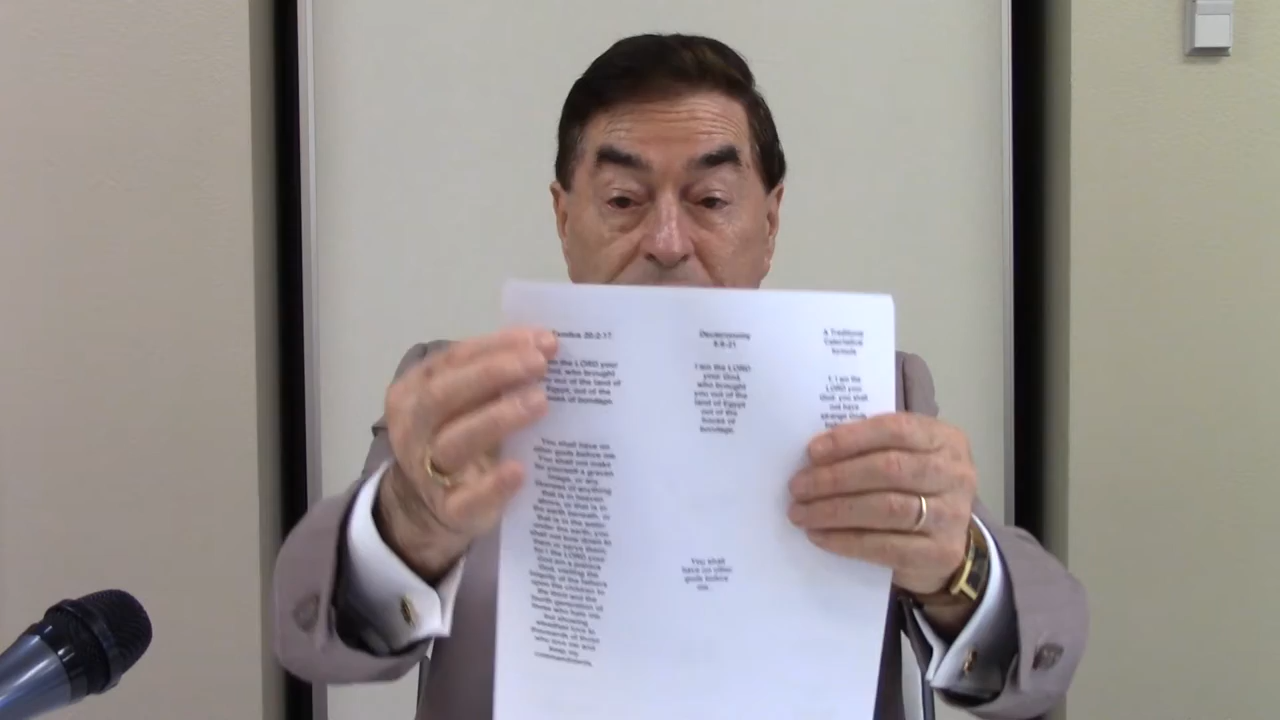 20:2-17
am the LORD your
God, who brought
you out of the land of
Egypt, out of the
house of bondage.
You shall have no
other gods before me.
You shall not make
for yourself a graven
image, or any
likeness of anything
that is in heaven
above, or that is in
the earth beneath, or
that is in the water
under the earth; you
shall not bow down to
them or serve them;
for I the LORD your
God am a jealous
God, visiting the
iniquity of the fathers
upon the children to
the third and the
fourth generation of
those who hate me,
but showing
steadfast love to
thousands of those
who love me and
keep my
commandments.
Deuteronomy
I am the LORD
your God,
who brought
you out of the
land of Egypt
out of the
house of
bondage.
You shall
have no other
gods before
me.
A Traditional
Catechetical
formula
1. I am the
LORD your
God: you shall
not have
strange Gods